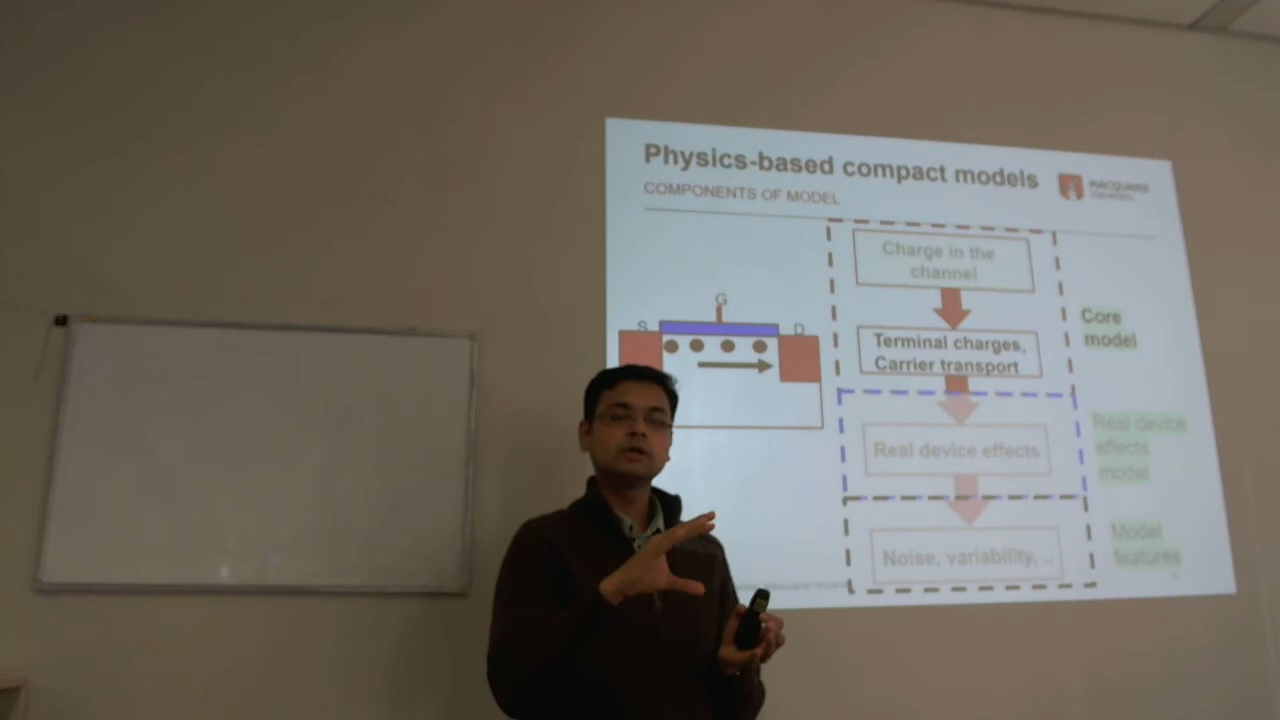 Physics-based compact models
MACQUARIE
University
COMPONENTS OF MODEL
Charge in the
channel
G
S
D
Terminal charges,
Carrier transport
Core
model
Real device effects
Real device
effects
model
Noise, variability, ..
Model
features